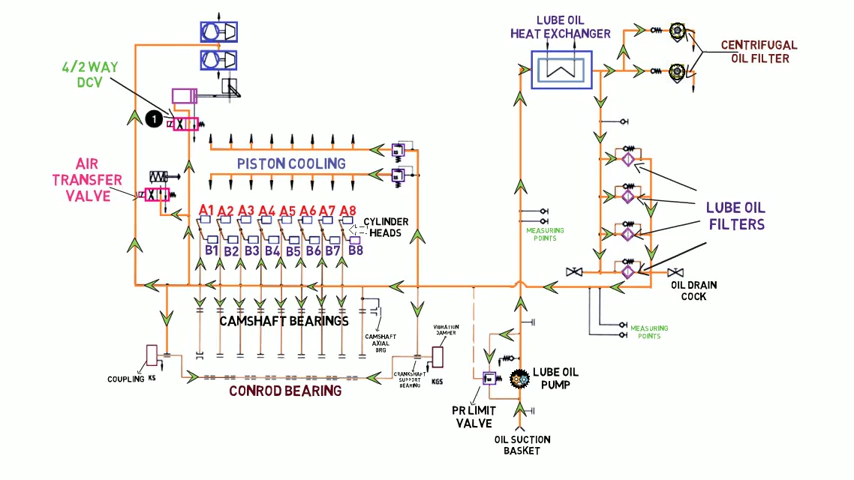 LUBE OIL
HEAT EXCHANGER
CENTRIFUGAL
OIL FILTER
4/2 WAY
DCV
1
PISTON COOLING
AIR
TRANSFER
VALVE
A1 A2 A3 A4 A5 A6 A7 A8
CYLINDER
HEADS
B1 B2 B3 B4 B5 B6 B7 B8
LUBE OIL
FILTERS
MEASURING
POINTS
OIL DRAIN
COCK
CAMSHAFT BEARINGS
CAMSHAFT
AXIAL
BRG
VIBRATION
DAMPER
MEASURING
POINTS
COUPLING
KS
CRANKSHAFT
SUPPORT
BEARING
KGS
CONROD BEARING
LUBE OIL
PUMP
PR LIMIT
VALVE
OIL SUCTION
BASKET